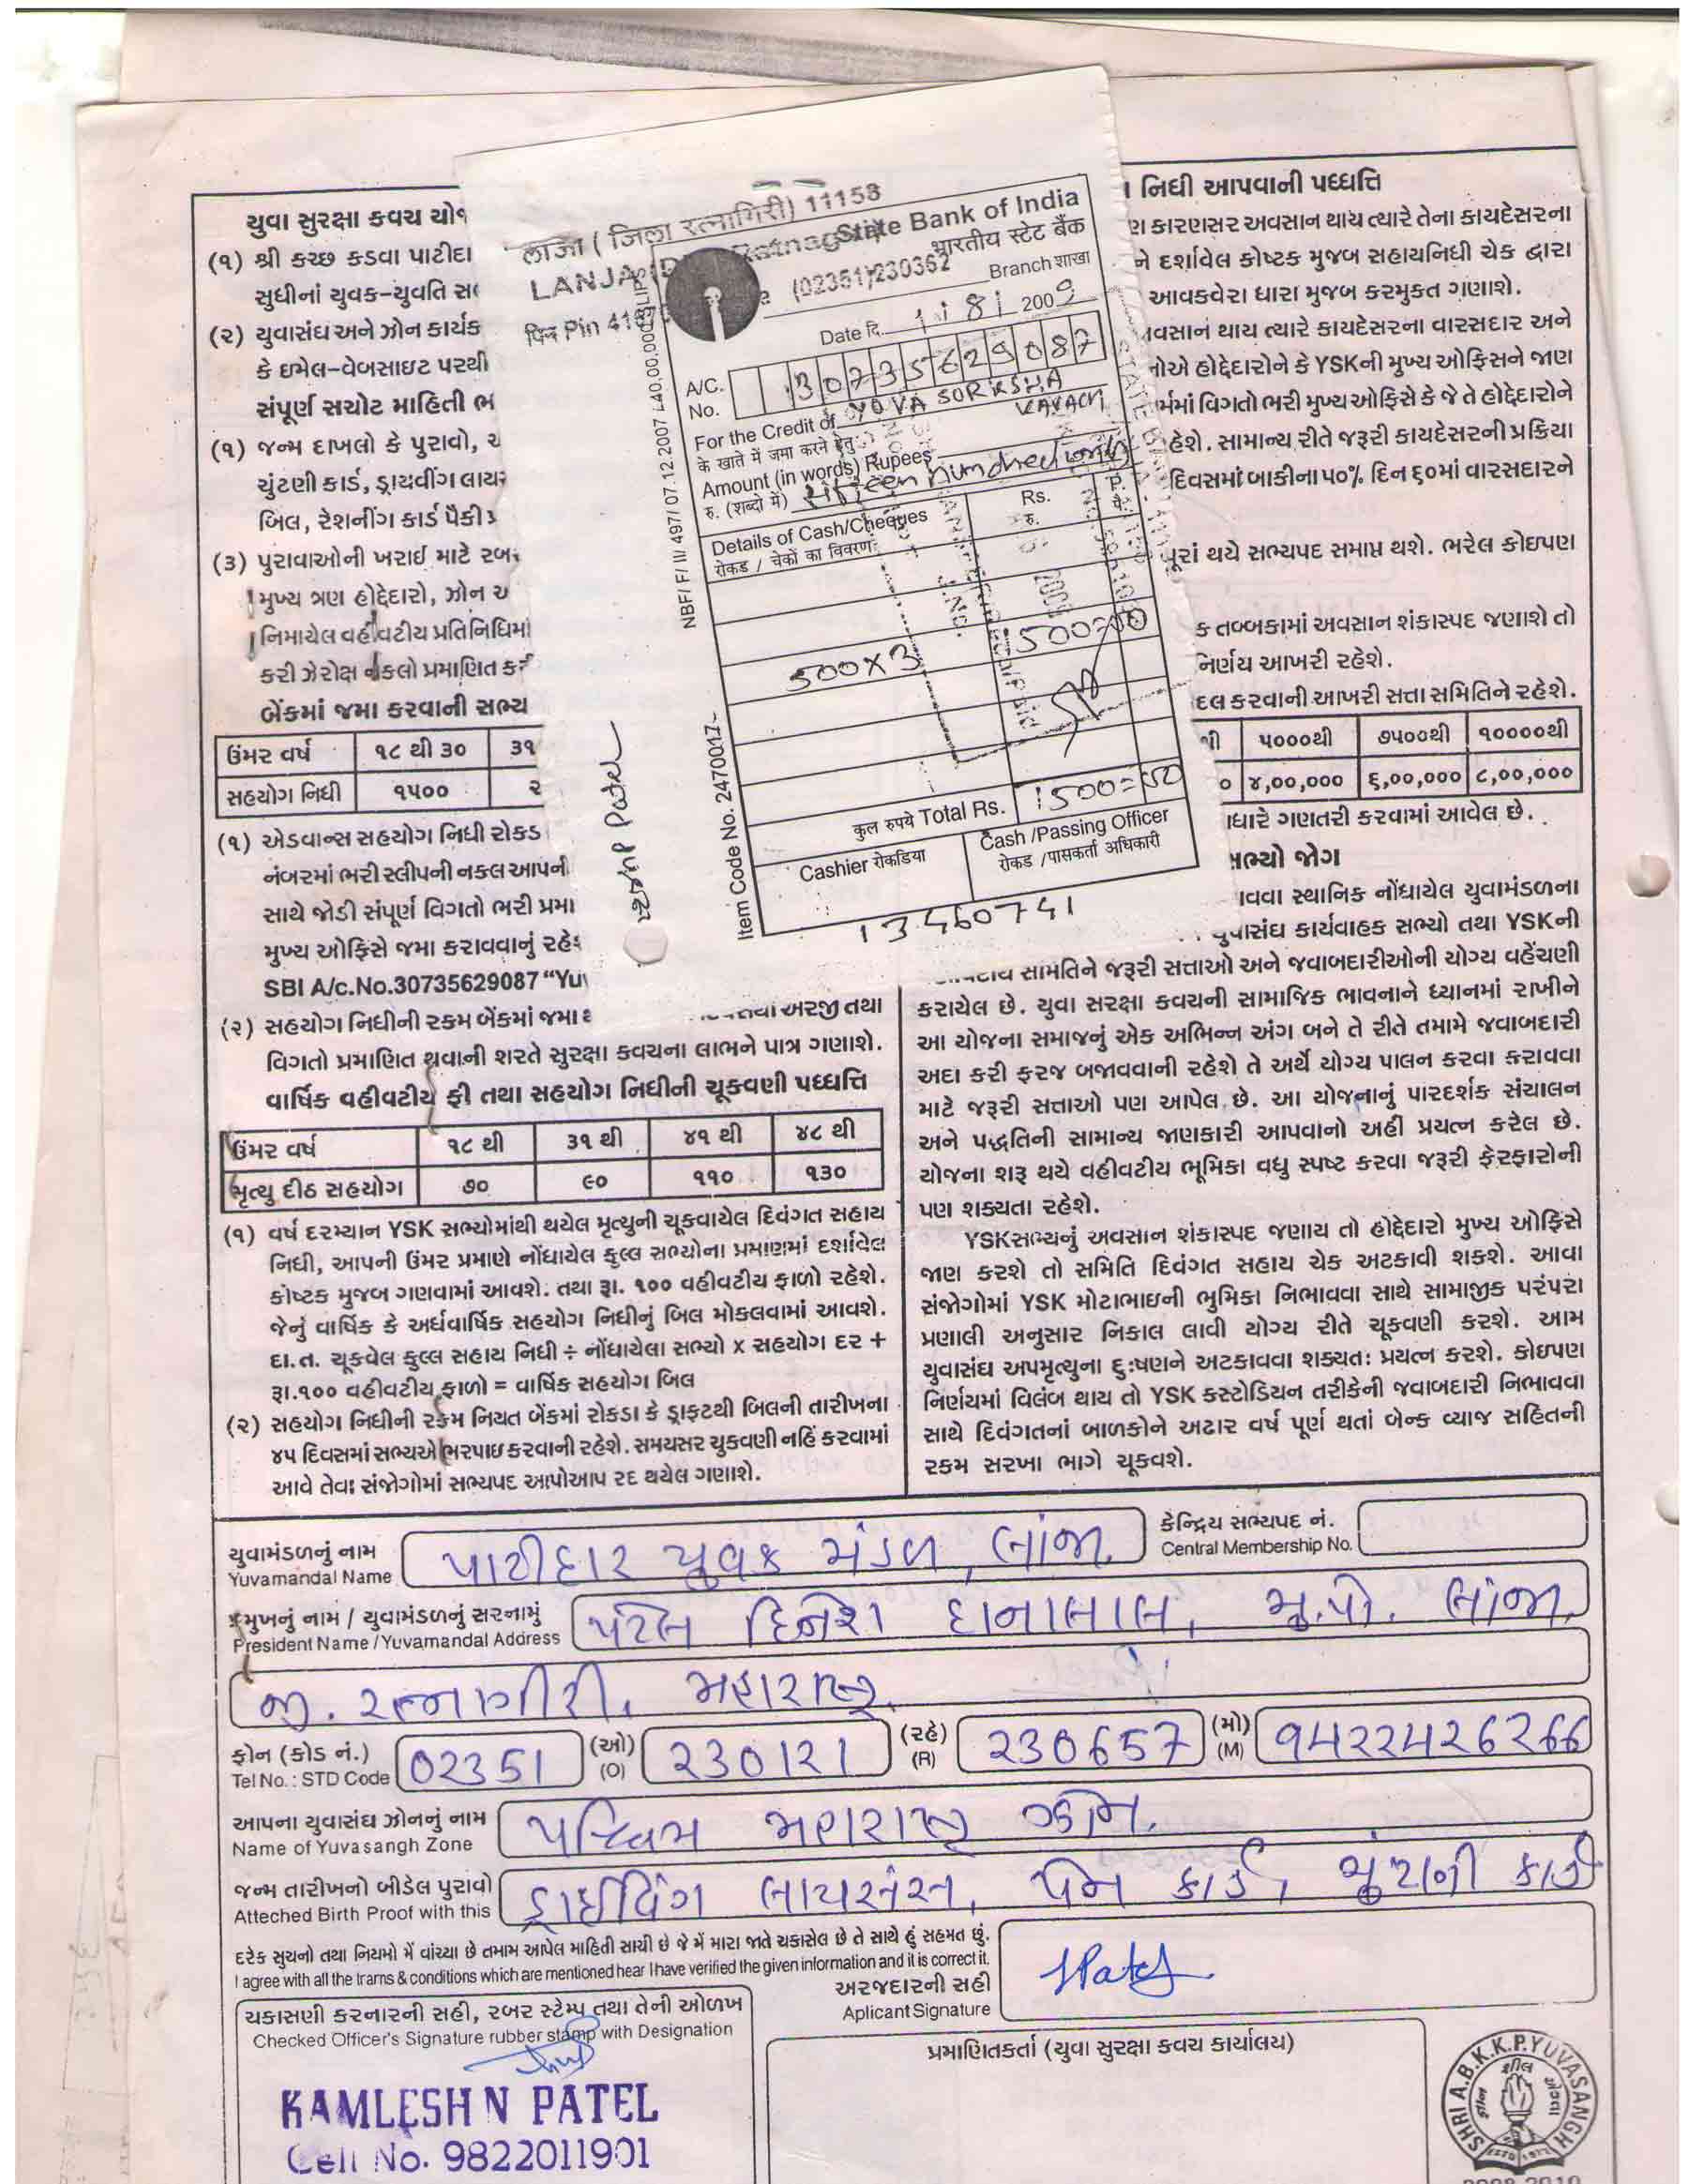 યુવા સુરક્ષા કવચ
(૧) શ્રી કચ્છ કડવા પાટીદા
સુધીનાં યુવક-યુવતિ
(૨) યુવાસંઘ અને ઝોન કાર્યક
કે ઇમેલ-વેબસાઇટ પરથી
સંપૂર્ણ સચોટ માહિતી ભ
(૧) જન્મ દાખલો કે પુરાવો,
ચુંટણી કાર્ડ, ડ્રાયવીંગ લાય
બિલ, રેશનીંગ કાર્ડ પૈકી
(૩) પુરાવાઓની ખરાઈ માટે રબ
મુખ્ય ત્રણ હોદ્દેદારો, ઝોન
નિમાયેલ વહીવટીય પ્રતિનિધિમાં
કરી ઝેરોક્ષ નકલો પ્રમાણિત
બેંકમાં જમા કરવાની સભ્ય
ઉંમર વર્ષ ૧૮ થી ૩૦ ૩૧
સહયોગ નિધી ૧૫૦૦ ૨
(૧) એડવાન્સ સહયોગ નિધી રોકડ
નંબરમાં ભરી સ્લીપની નકલ આપની
સાથે જોડી સંપૂર્ણ વિગતો ભરી પ્રમા
મુખ્ય ઓફિસે જમા કરાવવાનું રહે
SBI A/c.No.30735629087 “Yu
(૨) સહયોગ નિધીની રકમ બેંકમાં જમા
અરજી તથા
વિગતો પ્રમાણિત થવાની શરતે સુરક્ષા કવચના લાભને પાત્ર ગણાશે.
વાર્ષિક વહીવટીય ફી તથા સહયોગ નિધીની ચૂકવણી પધ્ધતિ
ઉંમર વર્ષ ૧૮ થી ૩૧ થી ૪૧ થી ૪૮ થી
મૃત્યુ દીઠ સહયોગ ૭૦ ૯૦ ૧૧૦ ૧૩૦
(૧) વર્ષ દરમ્યાન YSK સભ્યોમાંથી થયેલ મૃત્યુની ચૂકવાયેલ દિવંગત સહાય
નિધી, આપની ઉંમર પ્રમાણે નોંધાયેલ કુલ્લ સભ્યોના પ્રમાણમાં દર્શાવેલ
કોષ્ટક મુજબ ગણવામાં આવશે. તથા રૂા. ૧૦૦ વહીવટીય ફાળો રહેશે.
જેનું વાર્ષિક કે અર્ધવાર્ષિક સહયોગ નિધીનું બિલ મોકલવામાં આવશે.
દા.ત. ચૂકવેલ કુલ્લ સહાય નિધી ÷ નોંધાયેલા સભ્યો x સહયોગ દર +
રૂા.૧૦૦ વહીવટીય ફાળો = વાર્ષિક સહયોગ બિલ
(૨) સહયોગ નિધીની રકમ નિયત બેંકમાં રોકડા કે ડ્રાફટથી બિલની તારીખના
૪૫ દિવસમાં સભ્યએ ભરપાઇ કરવાની રહેશે. સમયસર ચુકવણી નહિં કરવામાં
આવે તેવા સંજોગોમાં સભ્યપદ આપોઆપ રદ થયેલ ગણાશે.
लाजा ( जिला रत्नागिरी) 11158
LANJA Ratnagiri
पिन Pin
(02351)230362
State Bank of India
भारतीय स्टेट बैंक
Branch शाखा
Date दि. 1 81 2009
A/C. No. 30735629087
For the Credit of YOVA SORKSHA
के खाते में जमा करने हेतु KAVACH
Amount (in words) Rupees
रु. (शब्दो में) fifteen hundred only
Details of Cash/Cheques Rs. P.
रोकड / चेकों का विवरण रु. पै.
500X3 1500=00
कुल रुपये Total Rs. 1500=00
Cashier रोकडिया
Cash /Passing Officer
रोकड /पासकर्ता अधिकारी
13460741
NBF/ F/ II/ 497/ 07.12.2007
Item Code No. 2470017
Patel
નિધી આપવાની પધ્ધતિ
કારણસર અવસાન થાય ત્યારે તેના કાયદેસરના
ને દર્શાવેલ કોષ્ટક મુજબ સહાયનિધી ચેક દ્વારા
આવકવેરા ધારા મુજબ કરમુક્ત ગણાશે.
વસાન થાય ત્યારે કાયદેસરના વારસદાર અને
નોએ હોદ્દેદારોને કે YSKની મુખ્ય ઓફિસને જાણ
ર્મમાં વિગતો ભરી મુખ્ય ઓફિસે કે જે તે હોદ્દેદારોને
હેશે. સામાન્ય રીતે જરૂરી કાયદેસરની પ્રક્રિયા
દિવસમાં બાકીના ૫૦% દિન ૬૦માં વારસદારને
પૂરાં થયે સભ્યપદ સમાપ્ત થશે. ભરેલ કોઇપણ
ક તબ્બકામાં અવસાન શંકાસ્પદ જણાશે તો
નિર્ણય આખરી રહેશે.
દલ કરવાની આખરી સત્તા સમિતિને રહેશે.
થી ૫૦૦૦થી ૭૫૦૦થી ૧૦૦૦૦થી
૦ ૪,૦૦,૦૦૦ ૬,૦૦,૦૦૦ ૮,૦૦,૦૦૦
ધારે ગણતરી કરવામાં આવેલ છે.
સભ્યો જોગ
વવા સ્થાનિક નોંધાયેલ યુવામંડળના
યુવાસંઘ કાર્યવાહક સભ્યો તથા YSKની
સમિતિને જરૂરી સત્તાઓ અને જવાબદારીઓની યોગ્ય વહેંચણી
કરાયેલ છે. યુવા સરક્ષા કવચની સામાજિક ભાવનાને ધ્યાનમાં રાખીને
આ યોજના સમાજનું એક અભિન્ન અંગ બને તે રીતે તમામે જવાબદારી
અદા કરી ફરજ બજાવવાની રહેશે તે અર્થે યોગ્ય પાલન કરવા કરાવવા
માટે જરૂરી સત્તાઓ પણ આપેલ છે. આ યોજનાનું પારદર્શક સંચાલન
અને પદ્ધતિની સામાન્ય જાણકારી આપવાનો અહીં પ્રયત્ન કરેલ છે.
યોજના શરૂ થયે વહીવટીય ભૂમિકા વધુ સ્પષ્ટ કરવા જરૂરી ફેરફારોની
પણ શક્યતા રહેશે.
YSKસભ્યનું અવસાન શંકાસ્પદ જણાય તો હોદ્દેદારો મુખ્ય ઓફિસે
જાણ કરશે તો સમિતિ દિવંગત સહાય ચેક અટકાવી શકશે. આવા
સંજોગોમાં YSK મોટાભાઇની ભુમિકા નિભાવવા સાથે સામાજીક પરંપરા
પ્રણાલી અનુસાર નિકાલ લાવી યોગ્ય રીતે ચૂકવણી કરશે. આમ
યુવાસંઘ અપમૃત્યુના દુઃષણને અટકાવવા શક્યતઃ પ્રયત્ન કરશે. કોઇપણ
નિર્ણયમાં વિલંબ થાય તો YSK કસ્ટોડિયન તરીકેની જવાબદારી નિભાવવા
સાથે દિવંગતનાં બાળકોને અઢાર વર્ષ પૂર્ણ થતાં બેન્ક વ્યાજ સહિતની
રકમ સરખા ભાગે ચૂકવશે.
યુવામંડળનું નામ પાટીદાર યુવક મંડળ, લાંજા. કેન્દ્રિય સભ્યપદ નં.
Yuvamandal Name Central Membership No.
પ્રમુખનું નામ / યુવામંડળનું સરનામું પટેલ દિનેશ દાનાલાલ, મુ.પો. લાંજા,
President Name / Yuvamandal Address
જી. રત્નાગીરી, મહારાષ્ટ્ર.
ફોન (કોડ નં.) 02351 (ઓ) 230121 (રહે) 230657 (મો) 9422426266
Tel No. : STD Code (O) (R) (M)
આપના યુવાસંઘ ઝોનનું નામ પશ્ચિમ મહારાષ્ટ્ર ઝોન.
Name of Yuvasangh Zone
જન્મ તારીખનો બીડેલ પુરાવો ડ્રાઈવિંગ લાયસંસ, પેન કાર્ડ, ચૂંટાની કાર્ડ
Atteched Birth Proof with this
દરેક સુચનો તથા નિયમો મેં વાંચ્યા છે તમામ આપેલ માહિતી સાચી છે જે મેં મારા જાતે ચકાસેલ છે તે સાથે હું સહમત છું.
I agree with all the trams & conditions which are mentioned hear I have verified the given information and it is correct it.
અરજદારની સહી
Aplicant Signature
ચકાસણી કરનારની સહી, રબર સ્ટેમ્પ તથા તેની ઓળખ
Checked Officer's Signature rubber stamp with Designation
KAMLESH N PATEL
Cell No. 9822011901
પ્રમાણિતકર્તા (યુવા સુરક્ષા કવચ કાર્યાલય)
SHRI A.B.K.K.P. YUVASANGH